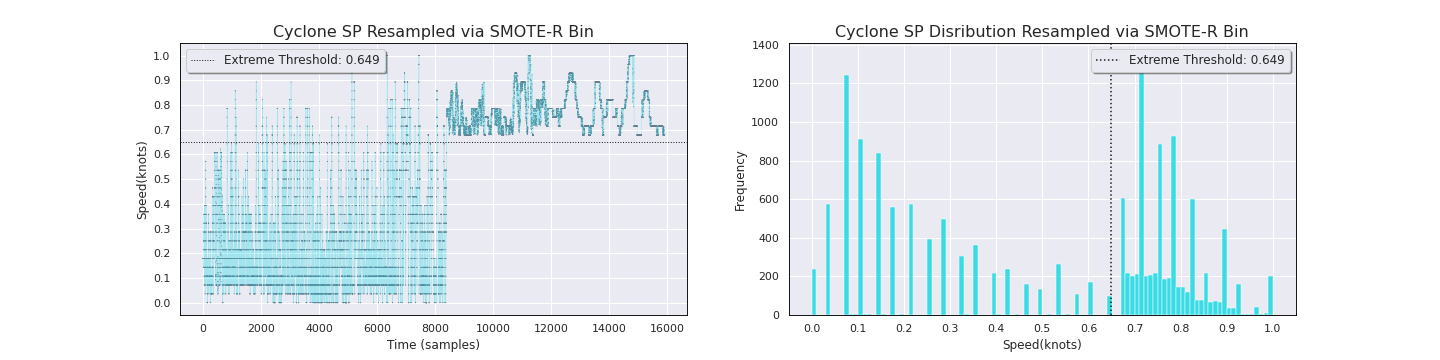 Cyclone SP Resampled via SMOTE-R Bin
Extreme Threshold: 0.649
Speed(knots)
1.0
0.9
0.8
0.7
0.6
0.5
0.4
0.3
0.2
0.1
0.0
0 2000 4000 6000 8000 10000 12000 14000 16000
Time (samples)
Cyclone SP Disribution Resampled via SMOTE-R Bin
Extreme Threshold: 0.649
Frequency
1400
1200
1000
800
600
400
200
0
0.0 0.1 0.2 0.3 0.4 0.5 0.6 0.7 0.8 0.9 1.0
Speed(knots)